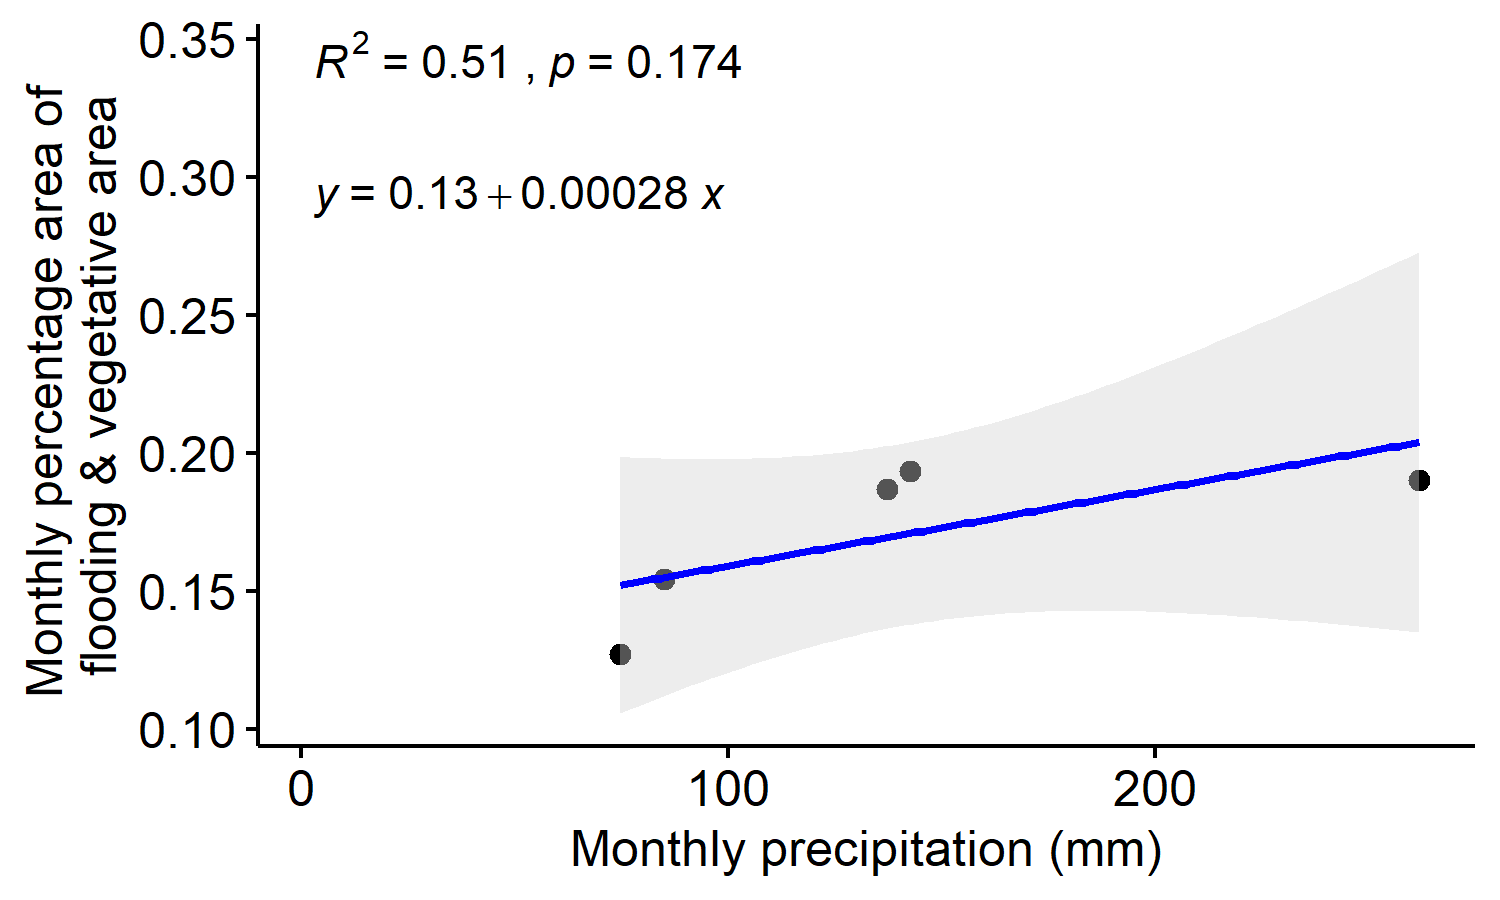 R² = 0.51 , p = 0.174
y = 0.13 + 0.00028 x
Monthly percentage area of
flooding & vegetative area
0.35
0.30
0.25
0.20
0.15
0.10
0
100
200
Monthly precipitation (mm)